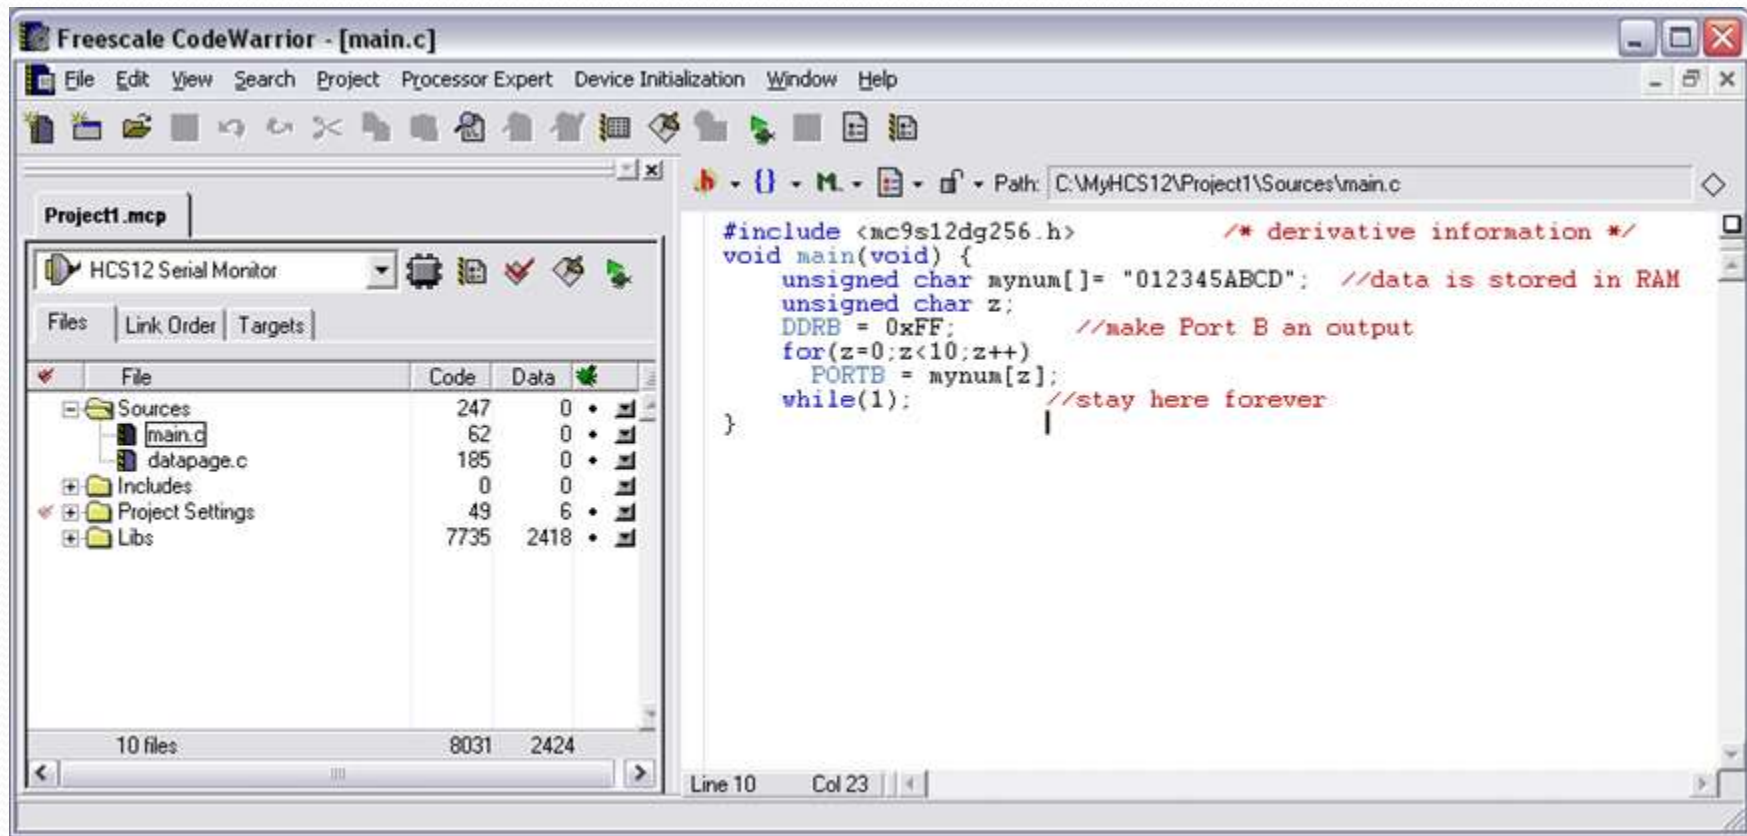 Freescale CodeWarrior - [main.c]
File Edit View Search Project Processor Expert Device Initialization Window Help
Path: C:\MyHCS12\Project1\Sources\main.c
Project1.mcp
HCS12 Serial Monitor
Files Link Order Targets
File Code Data
Sources 247 0
main.c 62 0
datapage.c 185 0
Includes 0 0
Project Settings 49 6
Libs 7735 2418
10 files 8031 2424
#include <mc9s12dg256.h> /* derivative information */
void main(void) {
unsigned char mynum[]= "012345ABCD"; //data is stored in RAM
unsigned char z;
DDRB = 0xFF; //make Port B an output
for(z=0;z<10;z++)
PORTB = mynum[z];
while(1); //stay here forever
}
Line 10 Col 23